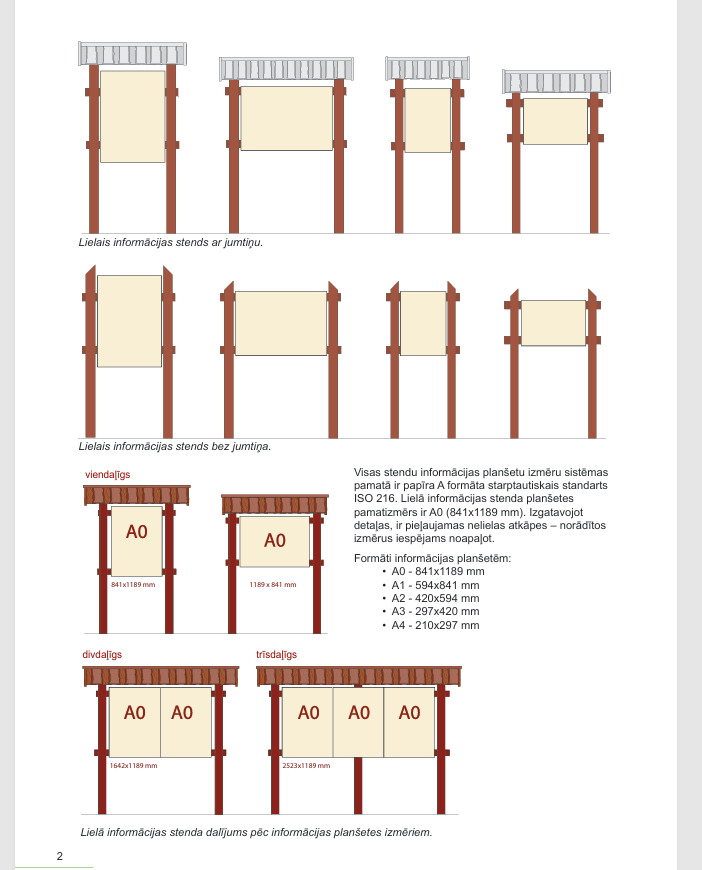 Lielais informācijas stends ar jumtiņu.
Lielais informācijas stends bez jumtiņa.
viendaļīgs
A0
841x1189 mm
A0
1189 x 841 mm
Visas stendu informācijas planšetu izmēru sistēmas
pamatā ir papīra A formāta starptautiskais standarts
ISO 216. Lielā informācijas stenda planšetes
pamatizmērs ir A0 (841x1189 mm). Izgatavojot
detaļas, ir pieļaujamas nelielas atkāpes – norādītos
izmērus iespējams noapaļot.
Formāti informācijas planšetēm:
• A0 - 841x1189 mm
• A1 - 594x841 mm
• A2 - 420x594 mm
• A3 - 297x420 mm
• A4 - 210x297 mm
divdaļīgs
A0 A0
1642x1189 mm
trīsdaļīgs
A0 A0 A0
2523x1189 mm
Lielā informācijas stenda dalījums pēc informācijas planšetes izmēriem.
2